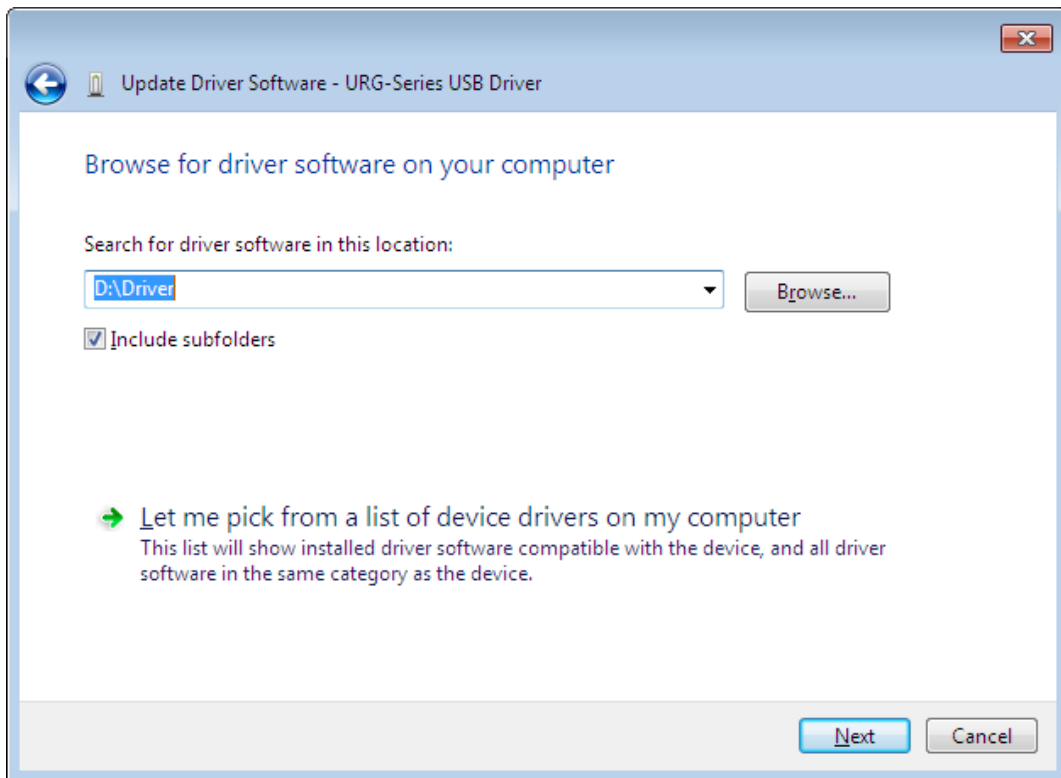 Update Driver Software - URG-Series USB Driver
Browse for driver software on your computer
Search for driver software in this location:
D:\Driver
Browse...
Include subfolders
Let me pick from a list of device drivers on my computer
This list will show installed driver software compatible with the device, and all driver
software in the same category as the device.
Next
Cancel